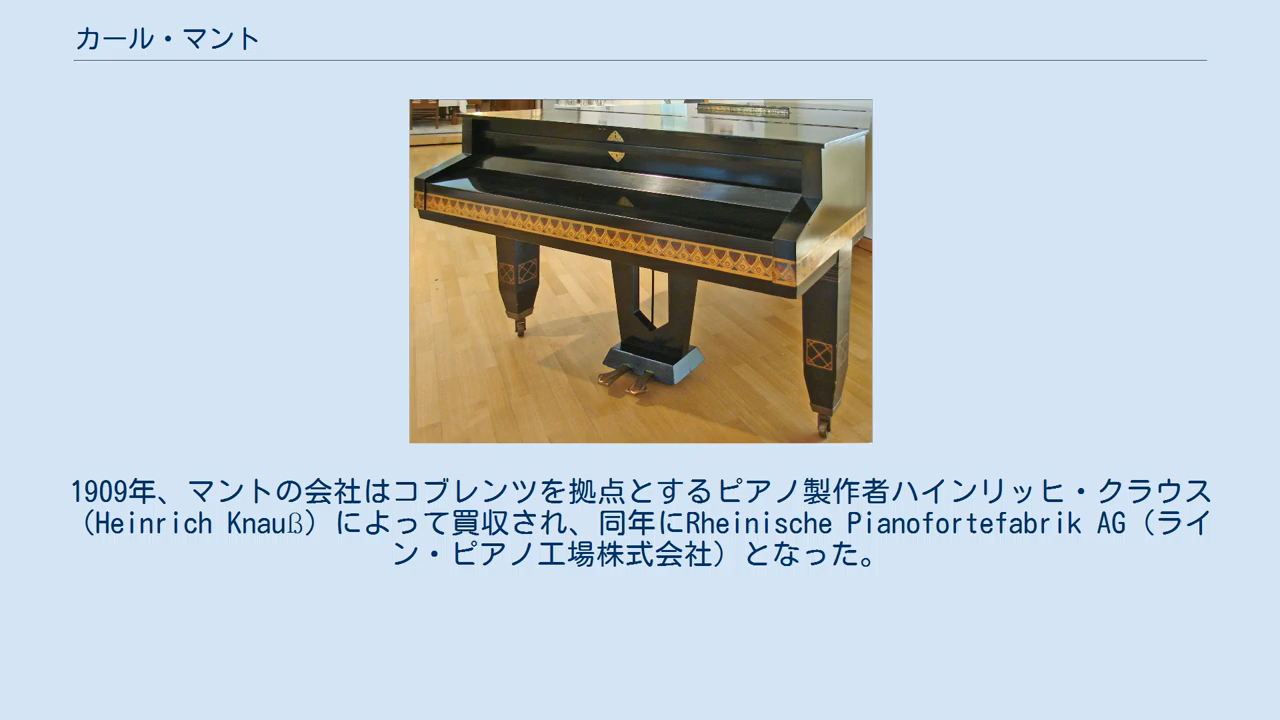 カール・マント
1909年、マントの会社はコブレンツを拠点とするピアノ製作者ハインリッヒ・クラウス
（Heinrich Knauß）によって買収され、同年にRheinische Pianofortefabrik AG（ライ
ン・ピアノ工場株式会社）となった。